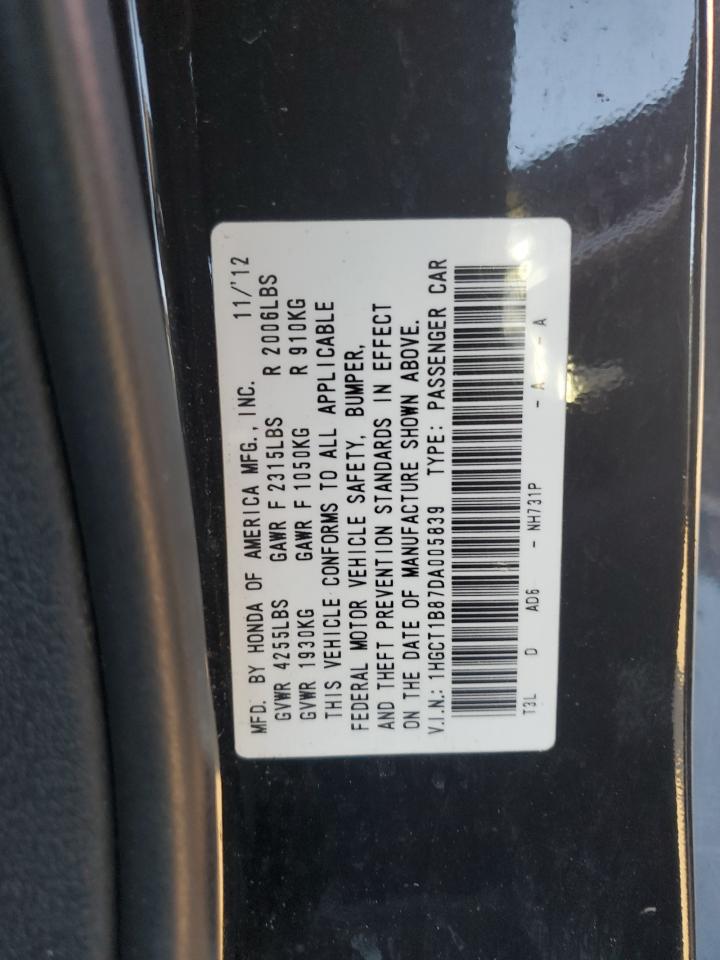 MFD. BY HONDA OF AMERICA MFG., INC. 11/'12
GVWR 4255LBS GAWR F 2315LBS R 2006LBS
GVWR 1930KG GAWR F 1050KG R 910KG
THIS VEHICLE CONFORMS TO ALL APPLICABLE
FEDERAL MOTOR VEHICLE SAFETY, BUMPER,
AND THEFT PREVENTION STANDARDS IN EFFECT
ON THE DATE OF MANUFACTURE SHOWN ABOVE.
V.I.N.: 1HGCT1B87DA005839 TYPE: PASSENGER CAR
T3L D AD6 - NH731P - A - A